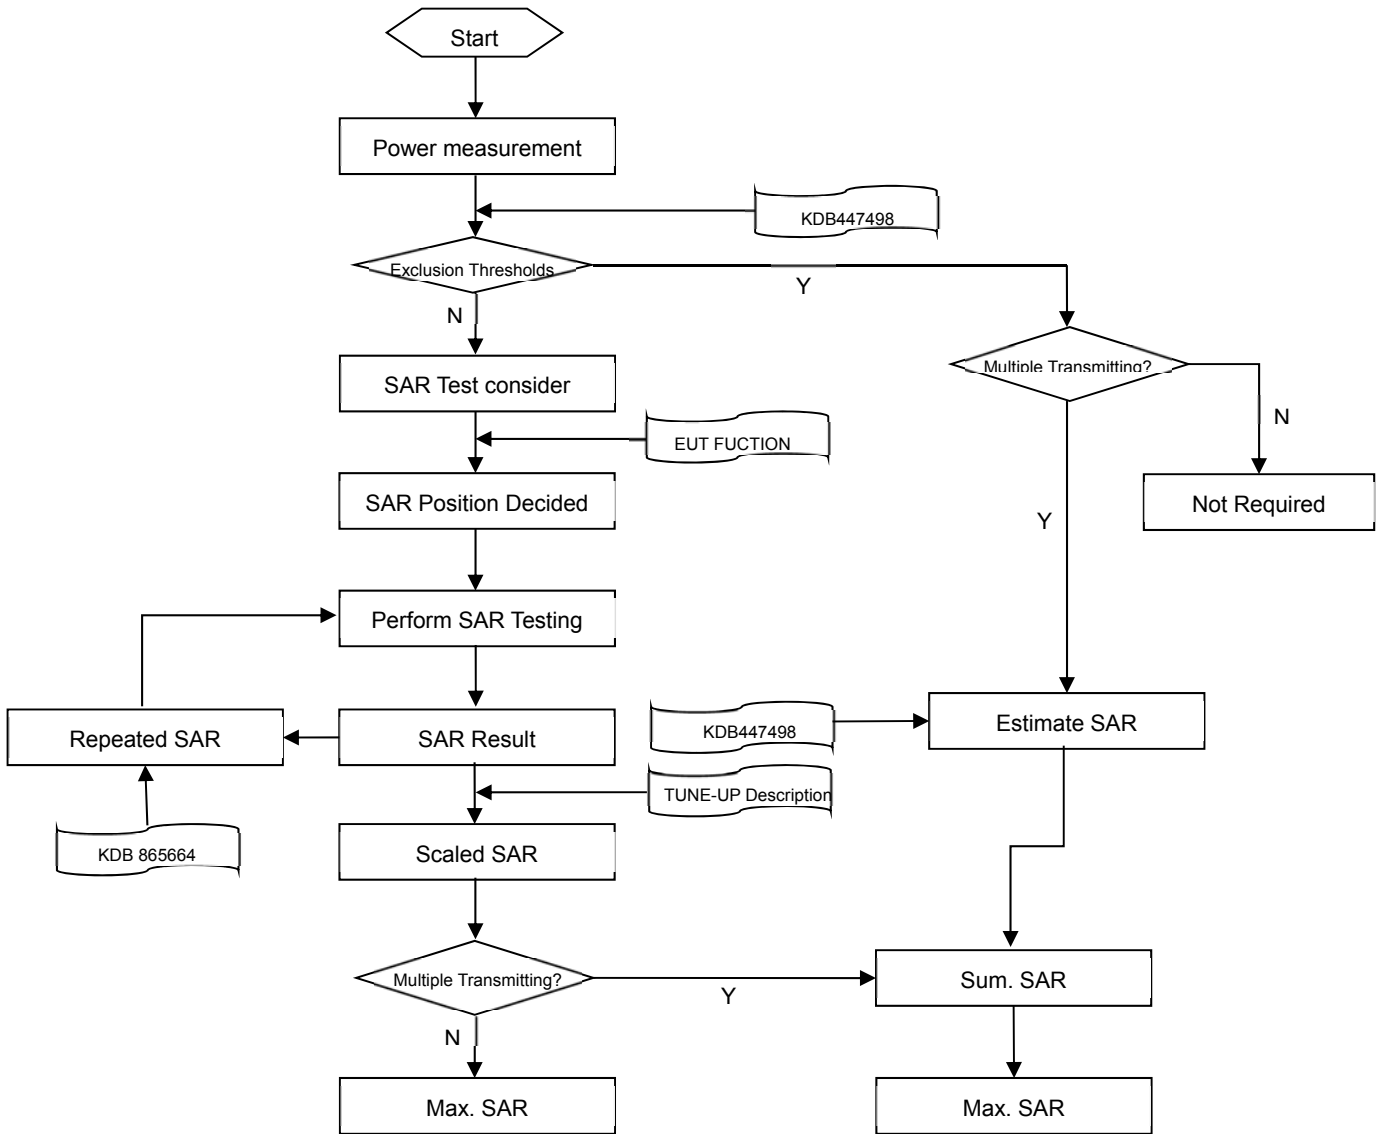 Start
Power measurement
KDB447498
Exclusion Thresholds
Y
N
Multiple Transmitting?
SAR Test consider
N
EUT FUCTION
SAR Position Decided
Not Required
Y
Perform SAR Testing
Repeated SAR
SAR Result
KDB447498
Estimate SAR
TUNE-UP Description
KDB 865664
Scaled SAR
Multiple Transmitting?
Y
Sum. SAR
N
Max. SAR
Max. SAR